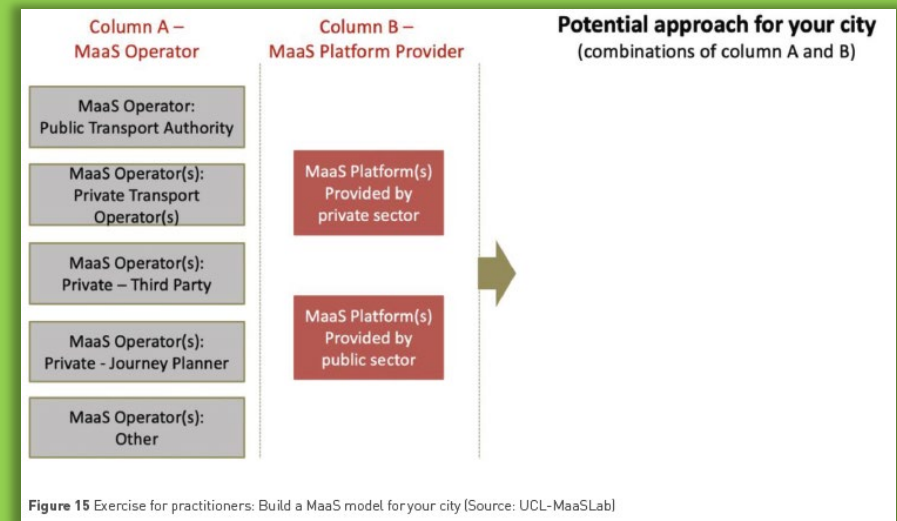 Column A –
MaaS Operator
MaaS Operator:
Public Transport Authority
MaaS Operator(s):
Private Transport
Operator(s)
MaaS Operator(s):
Private – Third Party
MaaS Operator(s):
Private - Journey Planner
MaaS Operator(s):
Other
Column B –
MaaS Platform Provider
MaaS Platform(s)
Provided by
private sector
MaaS Platform(s)
Provided by
public sector
Potential approach for your city
(combinations of column A and B)
Figure 15 Exercise for practitioners: Build a MaaS model for your city (Source: UCL-MaaSLab)